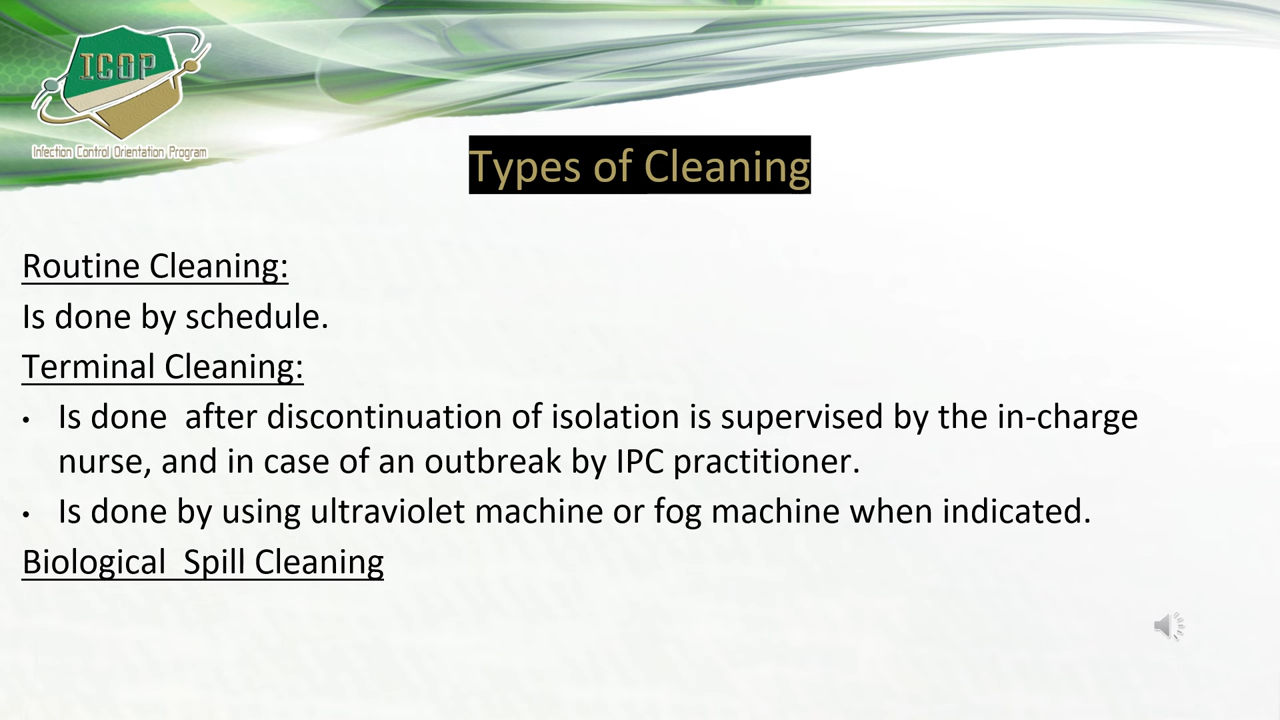 ICOP
Infection Control Orientation Program
Types of Cleaning
Routine Cleaning:
Is done by schedule.
Terminal Cleaning:
• Is done  after discontinuation of isolation is supervised by the in-charge
nurse, and in case of an outbreak by IPC practitioner.
• Is done by using ultraviolet machine or fog machine when indicated.
Biological  Spill Cleaning